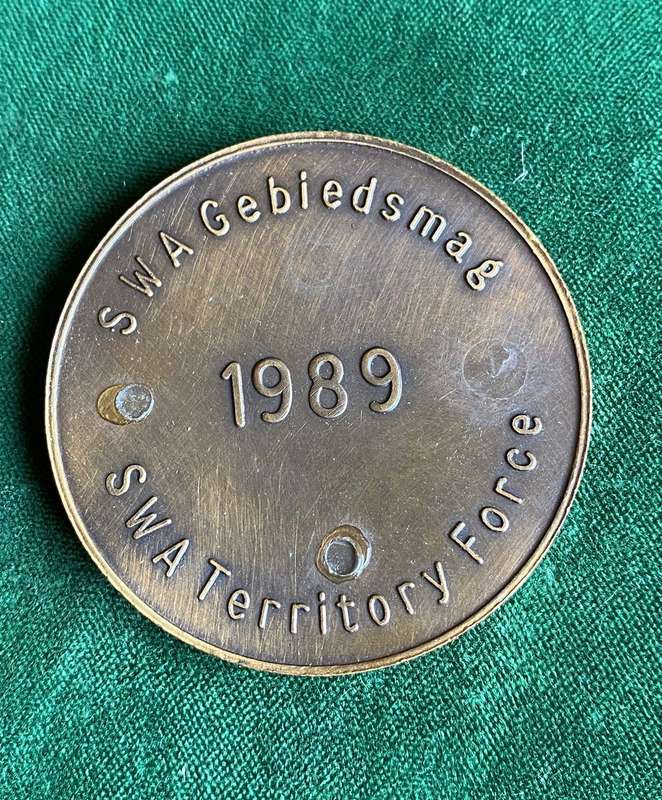 SWA Gebiedsmag
1989
SWA Territory Force